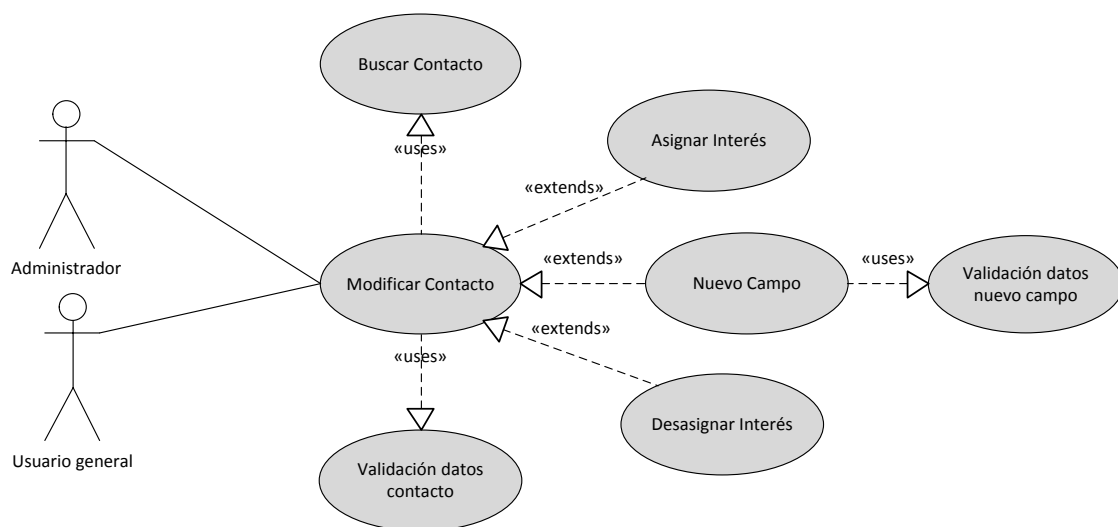 Buscar Contacto
Asignar Interés
«uses»
«extends»
Administrador
Modificar Contacto
«extends»
Nuevo Campo
«uses»
Validación datos
nuevo campo
«extends»
«uses»
Desasignar Interés
Usuario general
Validación datos
contacto